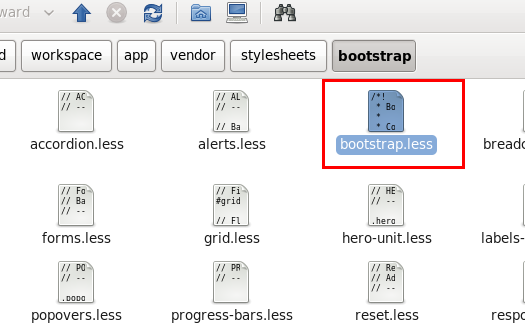 ward
d workspace app vendor stylesheets bootstrap
// AC
// --
// AL
// --
// Ba
/*!
* Bo
*
* Co
accordion.less alerts.less bootstrap.less breadc
// Fo
// Ba
// --
// Fi
#grid
// Fl
// HE
// --
.hero
forms.less grid.less hero-unit.less labels-
// PO
// --
.popo
// PR
// --
// Re
// Ad
// --
popovers.less progress-bars.less reset.less respo